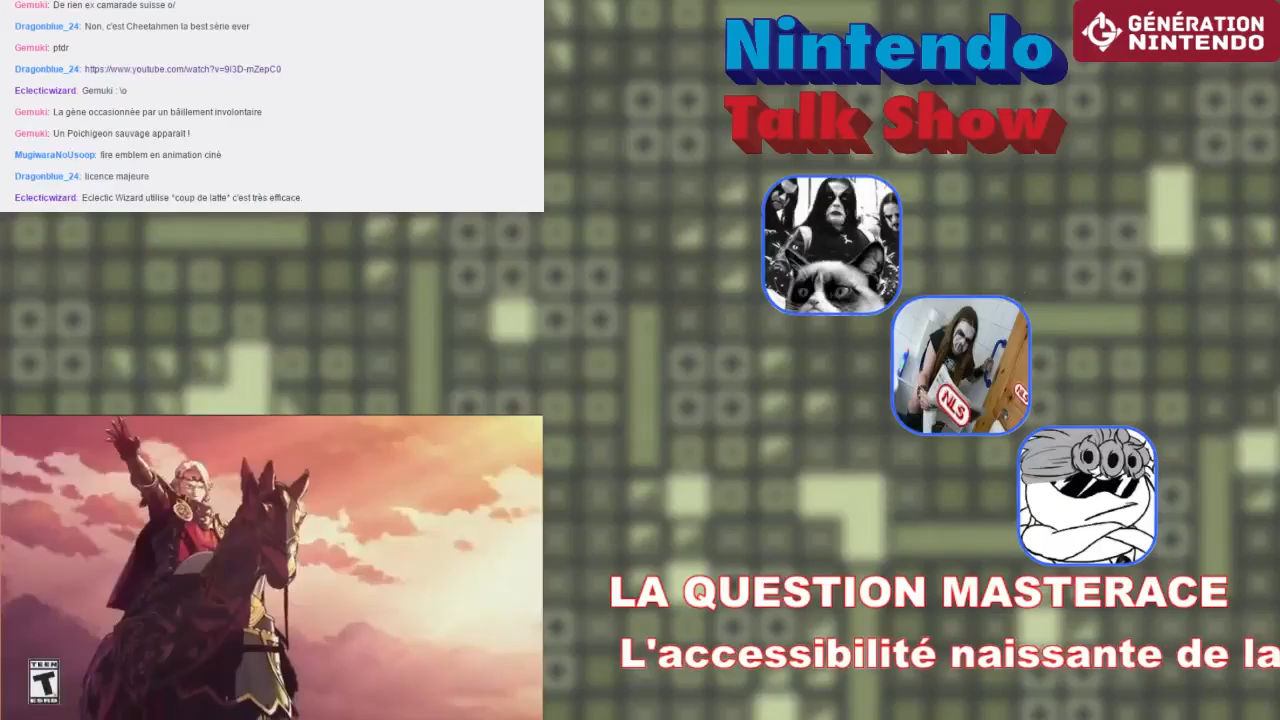 Gemuki: De rien ex camarade suisse o/
Dragonblue_24: Non, c'est Cheetahmen la best série ever
Gemuki: ptdr
Dragonblue_24: https://www.youtube.com/watch?v=9I3D-mZepC0
Eclecticwizard: Gemuki : \o
Gemuki: La gène occasionnée par un bâillement involontaire
Gemuki: Un Poichigeon sauvage apparait !
MugiwaraNoUsoop: fire emblem en animation ciné
Dragonblue_24: licence majeure
Eclecticwizard: Eclectic Wizard utilise *coup de latte* c'est très efficace.
Nintendo
Talk Show
GÉNÉRATION
NINTENDO
NLS
NLS
TEEN
T
ESRB
LA QUESTION MASTERACE
L'accessibilité naissante de la